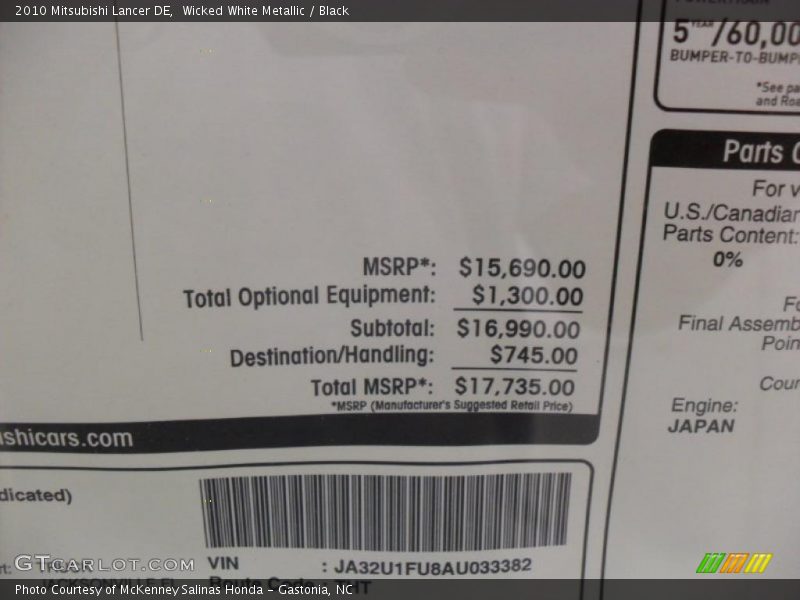 2010 Mitsubishi Lancer DE, Wicked White Metallic / Black
5 YEAR/60,00
BUMPER-TO-BUMP
*See pa
and Roa
Parts
For v
U.S./Canadian
Parts Content:
0%
Final Assemb
Poin
Cour
Engine:
JAPAN
MSRP*: $15,690.00
Total Optional Equipment: $1,300.00
Subtotal: $16,990.00
Destination/Handling: $745.00
Total MSRP*: $17,735.00
*MSRP (Manufacturer's Suggested Retail Price)
ishicars.com
dicated)
VIN : JA32U1FU8AU033382
GTCARLOT.COM
Photo Courtesy of McKenney Salinas Honda - Gastonia, NC